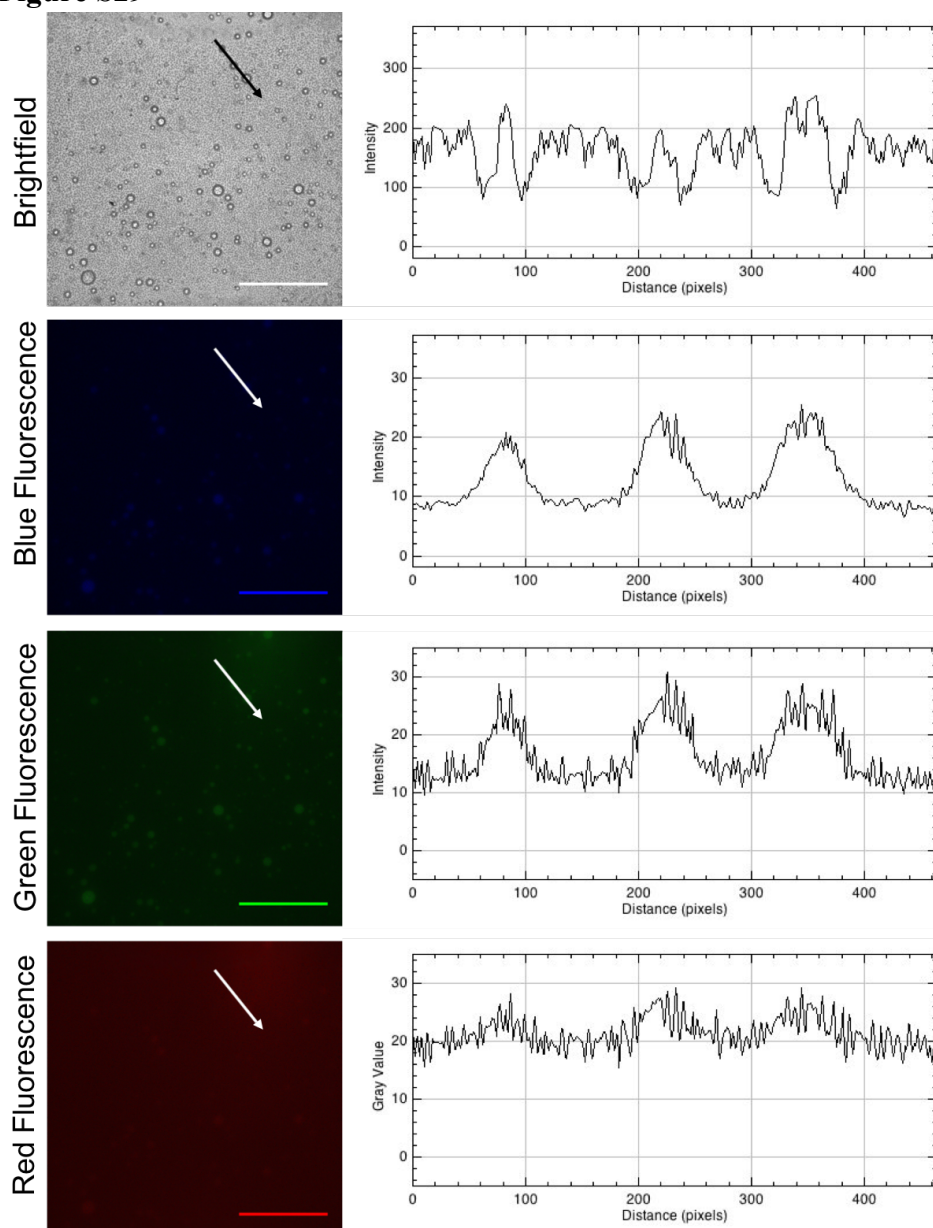 Figure S29
Brightfield
300
200
100
0
Intensity
0 100 200 300 400
Distance (pixels)
Blue Fluorescence
30
20
10
0
Intensity
0 100 200 300 400
Distance (pixels)
Green Fluorescence
30
20
10
0
Intensity
0 100 200 300 400
Distance (pixels)
Red Fluorescence
30
20
10
0
Gray Value
0 100 200 300 400
Distance (pixels)